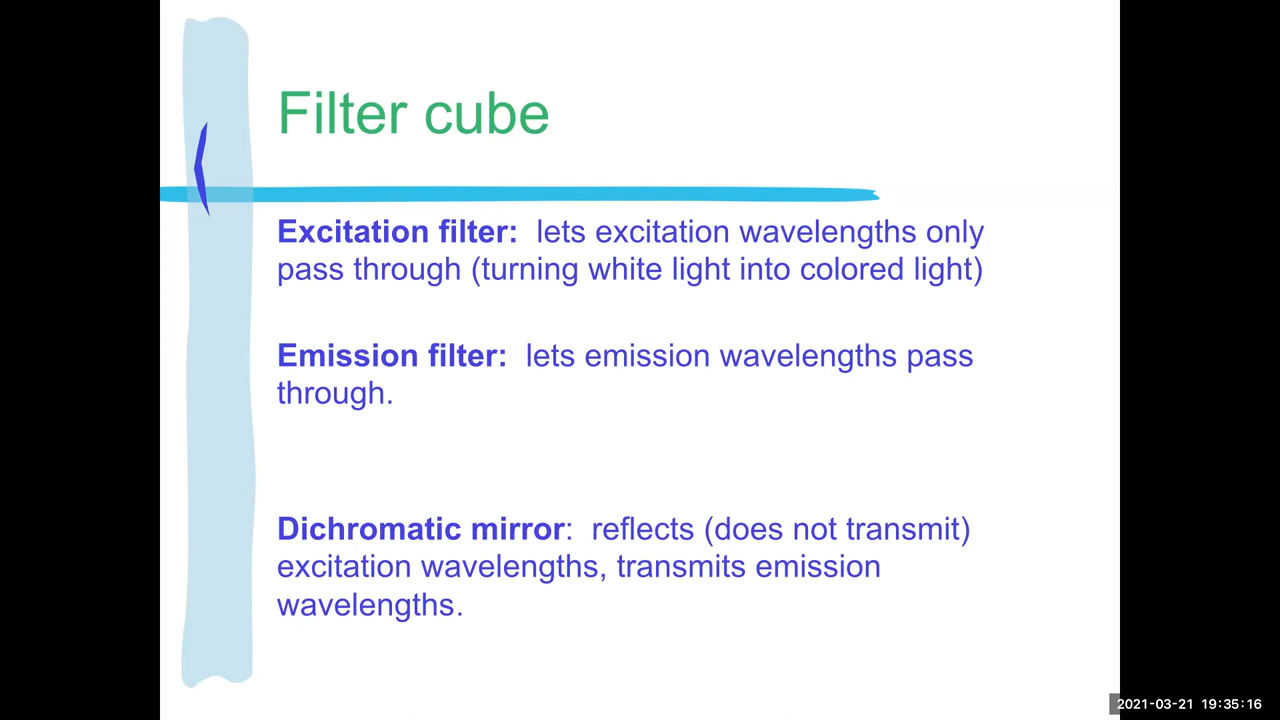 Filter cube
Excitation filter:  lets excitation wavelengths only
pass through (turning white light into colored light)
Emission filter:  lets emission wavelengths pass
through.
Dichromatic mirror:  reflects (does not transmit)
excitation wavelengths, transmits emission
wavelengths.
2021-03-21 19:35:16